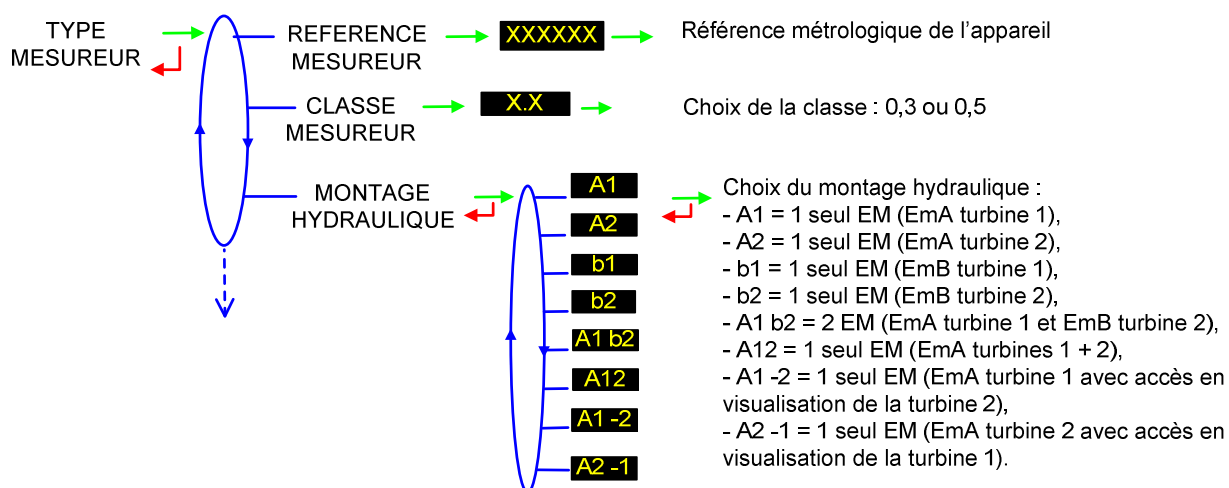 TYPE
MESUREUR
REFERENCE
MESUREUR
XXXXXX
Référence métrologique de l'appareil
CLASSE
MESUREUR
X.X
Choix de la classe : 0,3 ou 0,5
MONTAGE
HYDRAULIQUE
A1
A2
b1
b2
A1 b2
A12
A1 -2
A2 -1
Choix du montage hydraulique :
- A1 = 1 seul EM (EmA turbine 1),
- A2 = 1 seul EM (EmA turbine 2),
- b1 = 1 seul EM (EmB turbine 1),
- b2 = 1 seul EM (EmB turbine 2),
- A1 b2 = 2 EM (EmA turbine 1 et EmB turbine 2),
- A12 = 1 seul EM (EmA turbines 1 + 2),
- A1 -2 = 1 seul EM (EmA turbine 1 avec accès en
visualisation de la turbine 2),
- A2 -1 = 1 seul EM (EmA turbine 2 avec accès en
visualisation de la turbine 1).